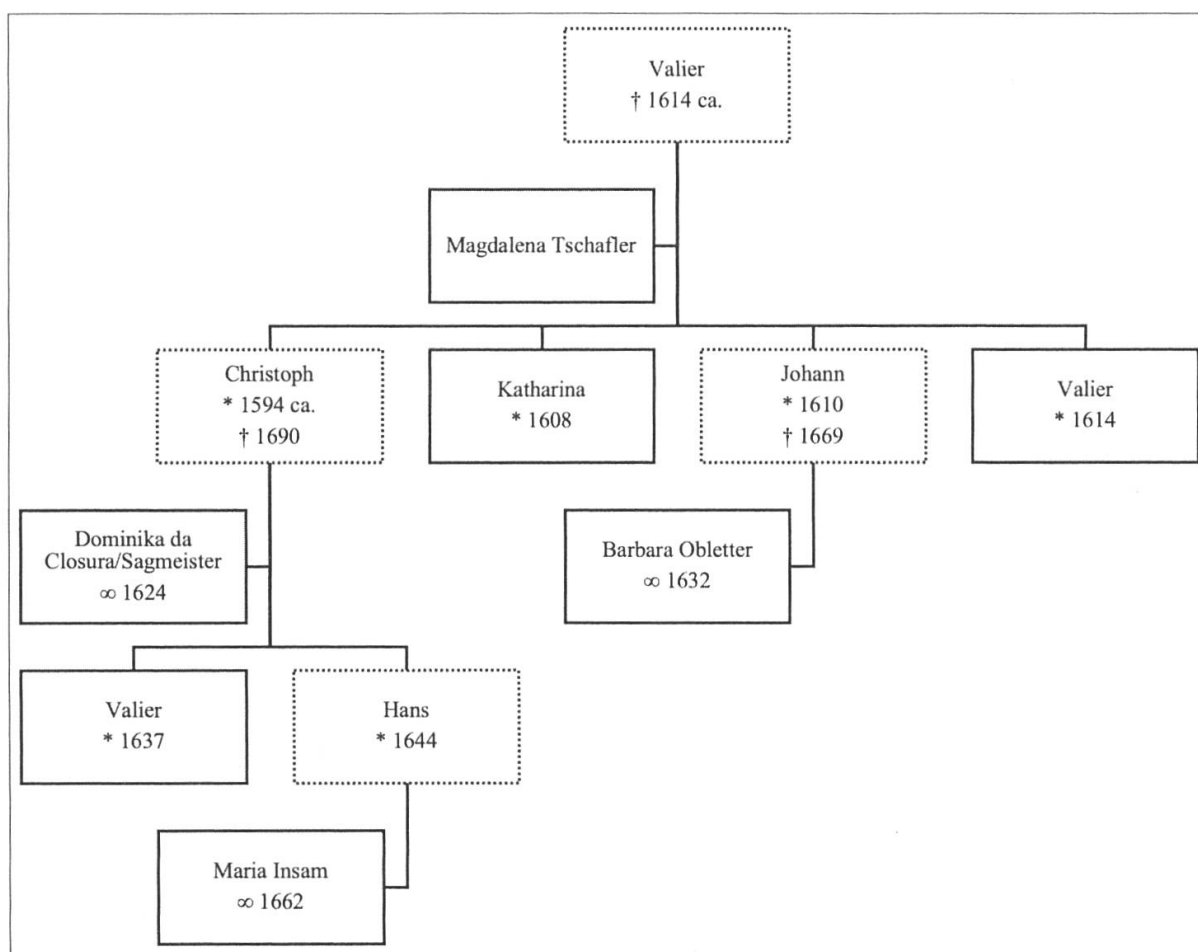 Valier
† 1614 ca.
Magdalena Tschafler
Christoph
* 1594 ca.
† 1690
Katharina
* 1608
Johann
* 1610
† 1669
Valier
* 1614
Dominika da
Closura/Sagmeister
∞ 1624
Barbara Obletter
∞ 1632
Valier
* 1637
Hans
* 1644
Maria Insam
∞ 1662